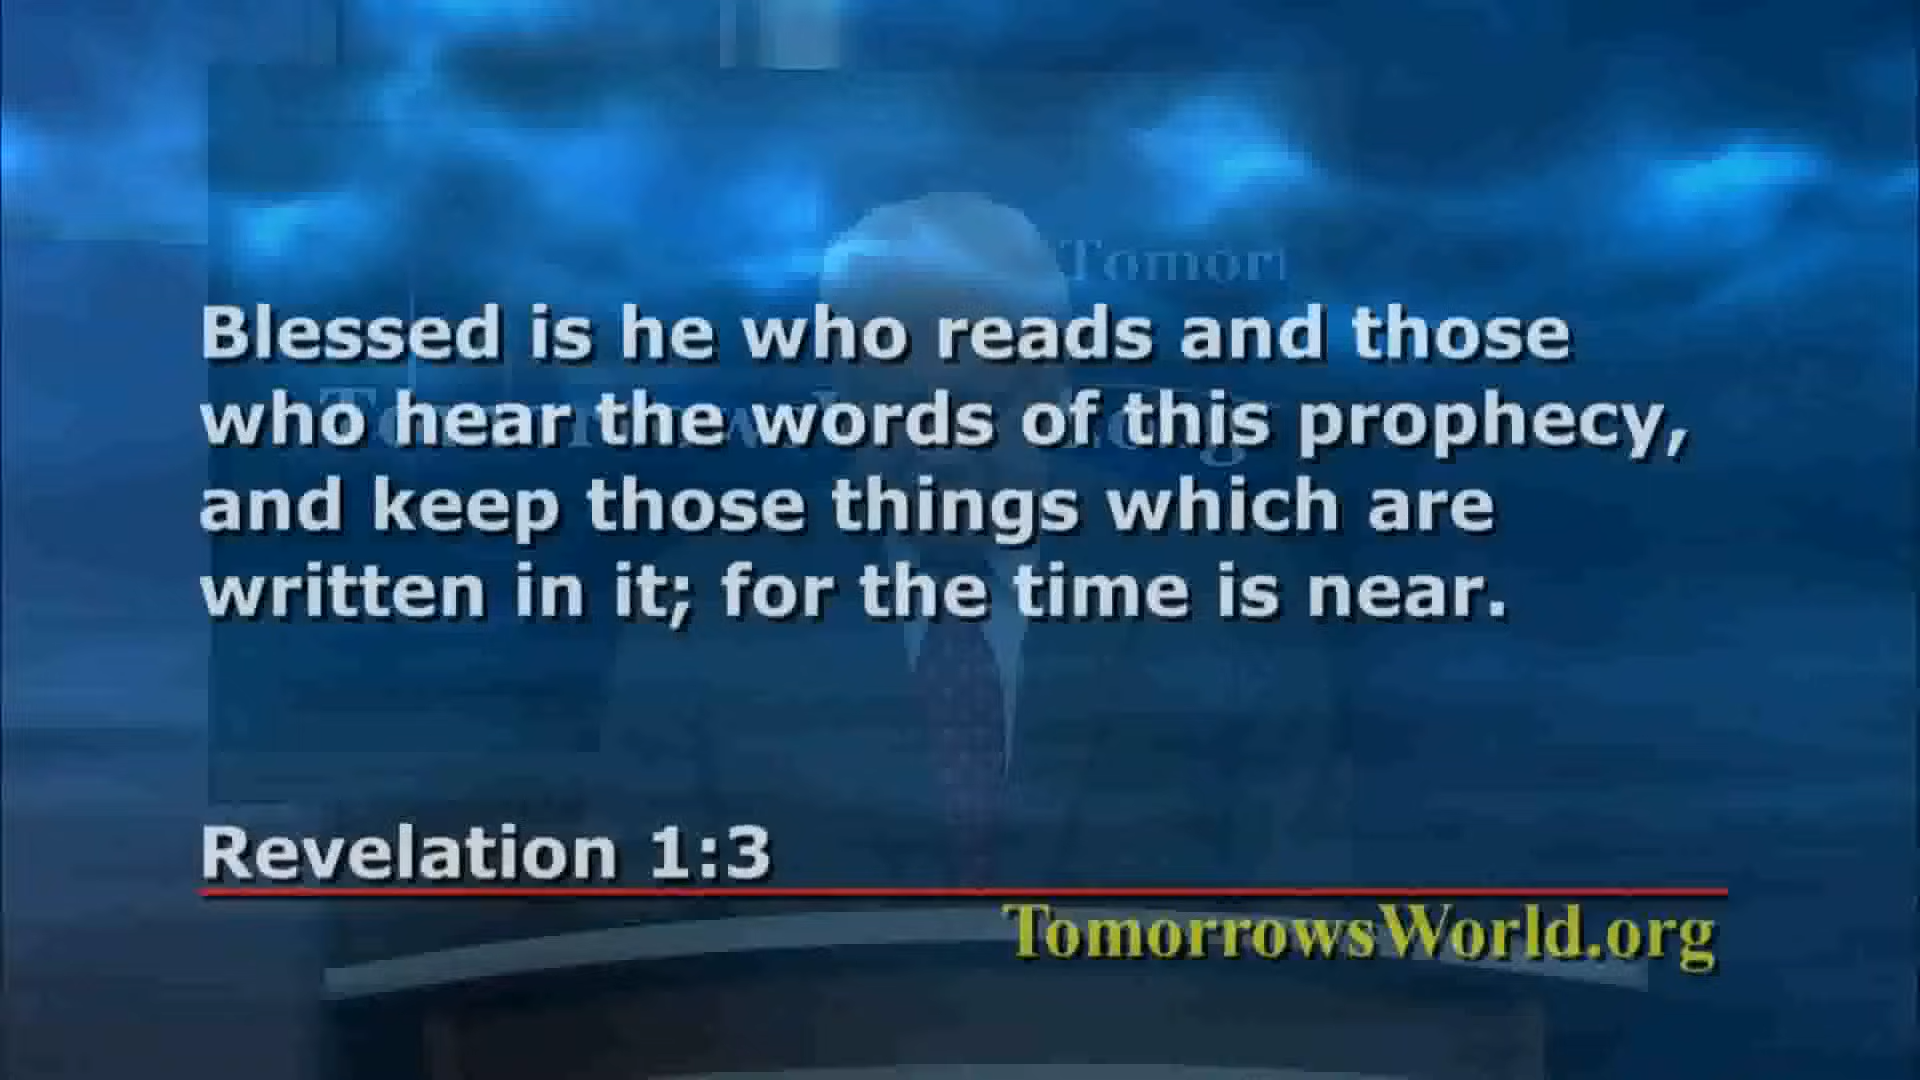 Blessed is he who reads and those
who hear the words of this prophecy,
and keep those things which are
written in it; for the time is near.
Revelation 1:3
TomorrowsWorld.org